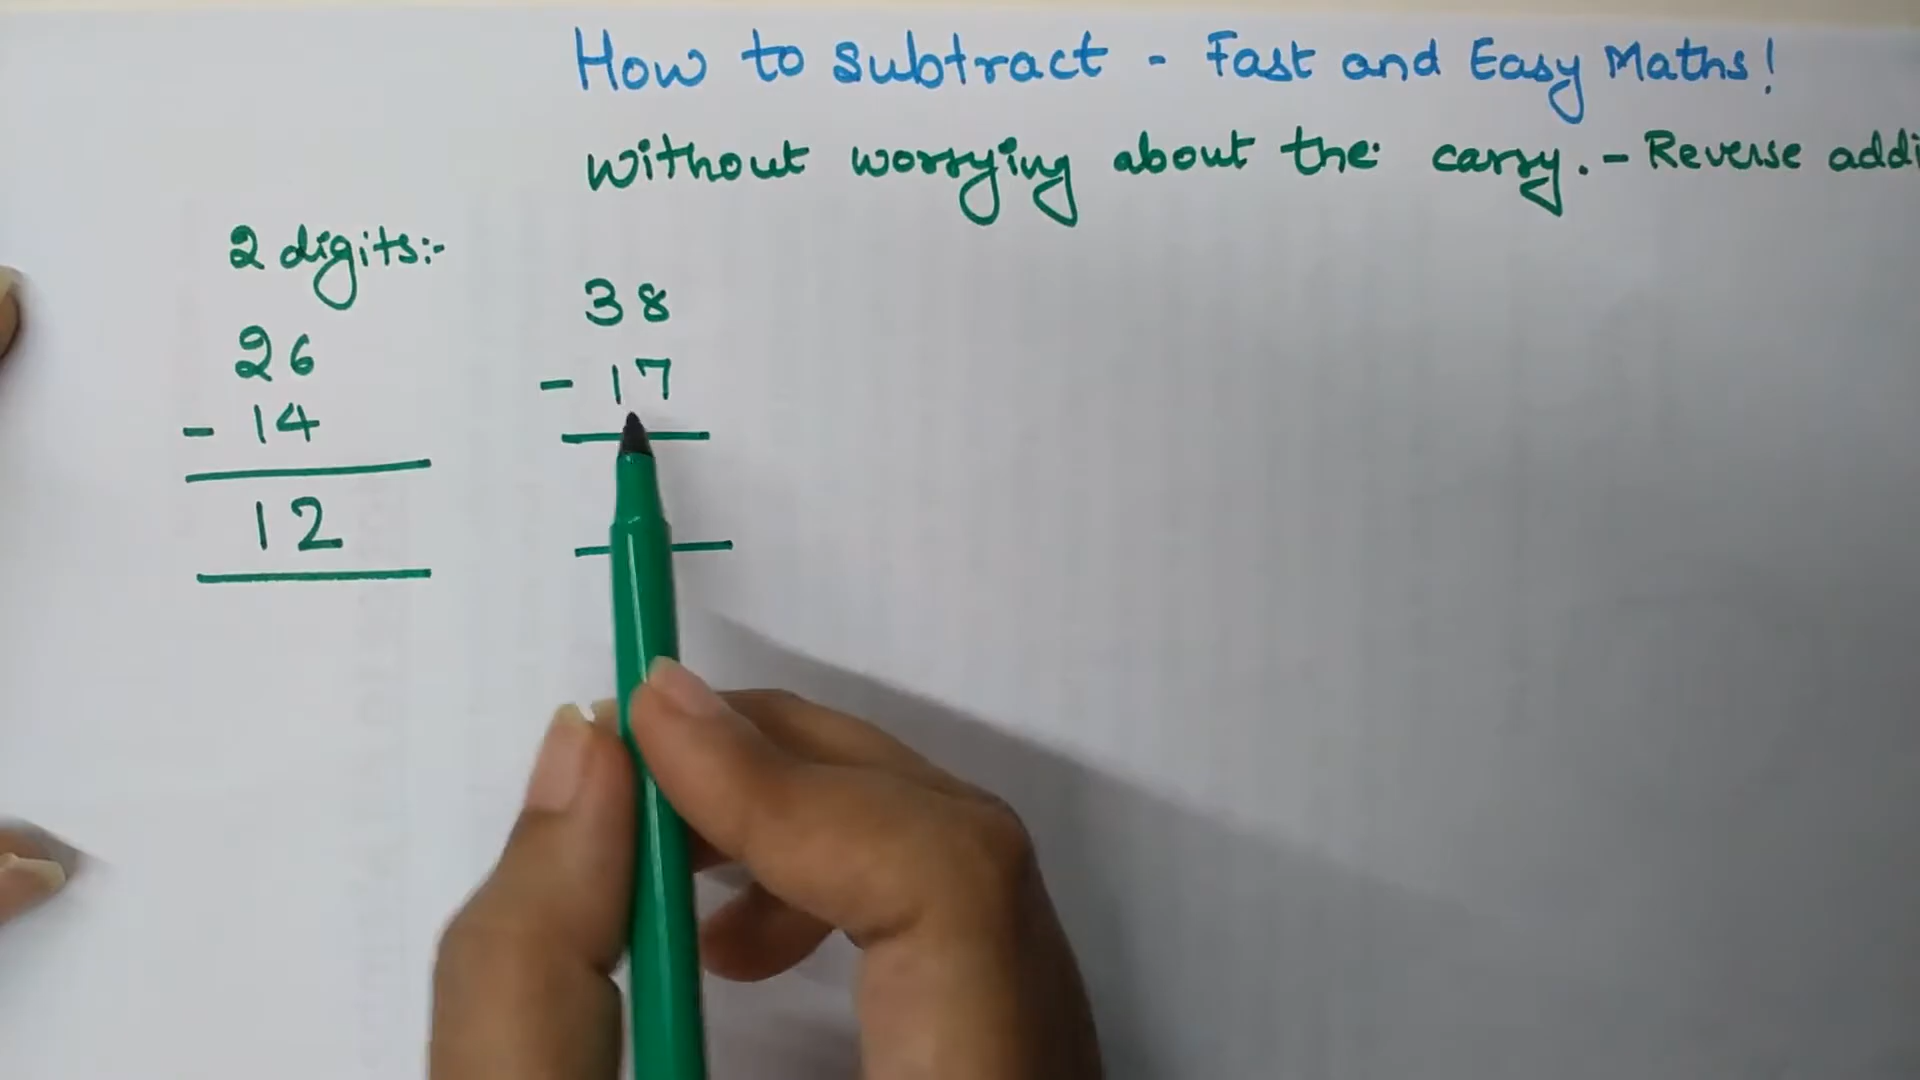 How to subtract - Fast and Easy Maths!
without worrying about the carry. - Reverse addi
2 digits:-
26
- 14
12
38
- 17